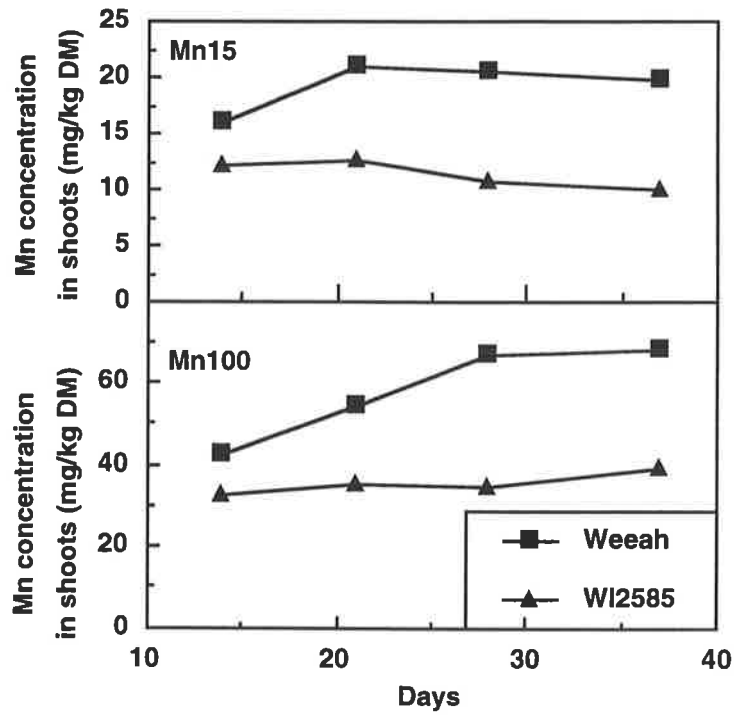 Mn concentration
in shoots (mg/kg DM)
25
20
15
10
5
0
Mn15
Mn concentration
in shoots (mg/kg DM)
60
40
20
0
Mn100
Weeah
WI2585
10
20
30
40
Days